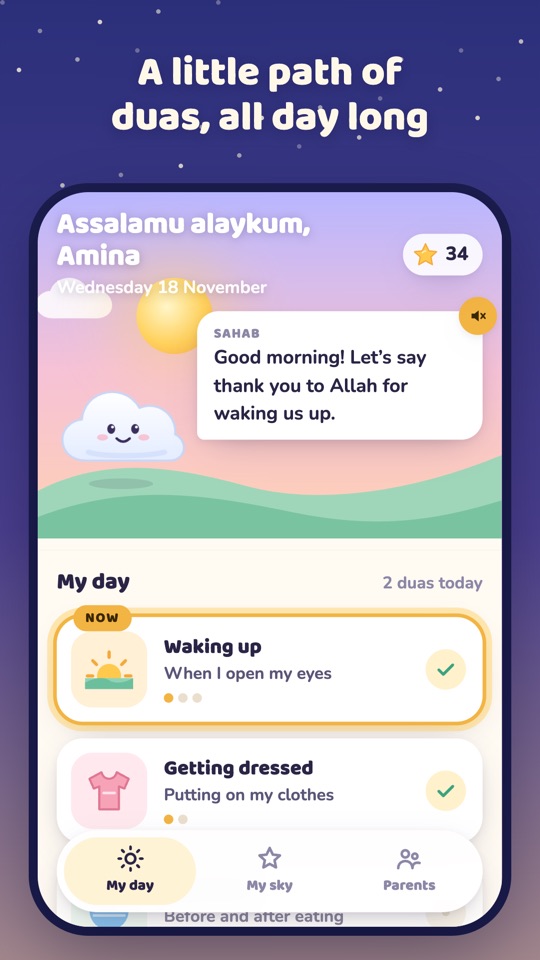 A little path of
duas, all day long
Assalamu alaykum,
Amina
34
Wednesday 18 November
SAHAB
Good morning! Let’s say
thank you to Allah for
waking us up.
My day
2 duas today
NOW
Waking up
When I open my eyes
Getting dressed
Putting on my clothes
My day
My sky
Parents
Before and after eating